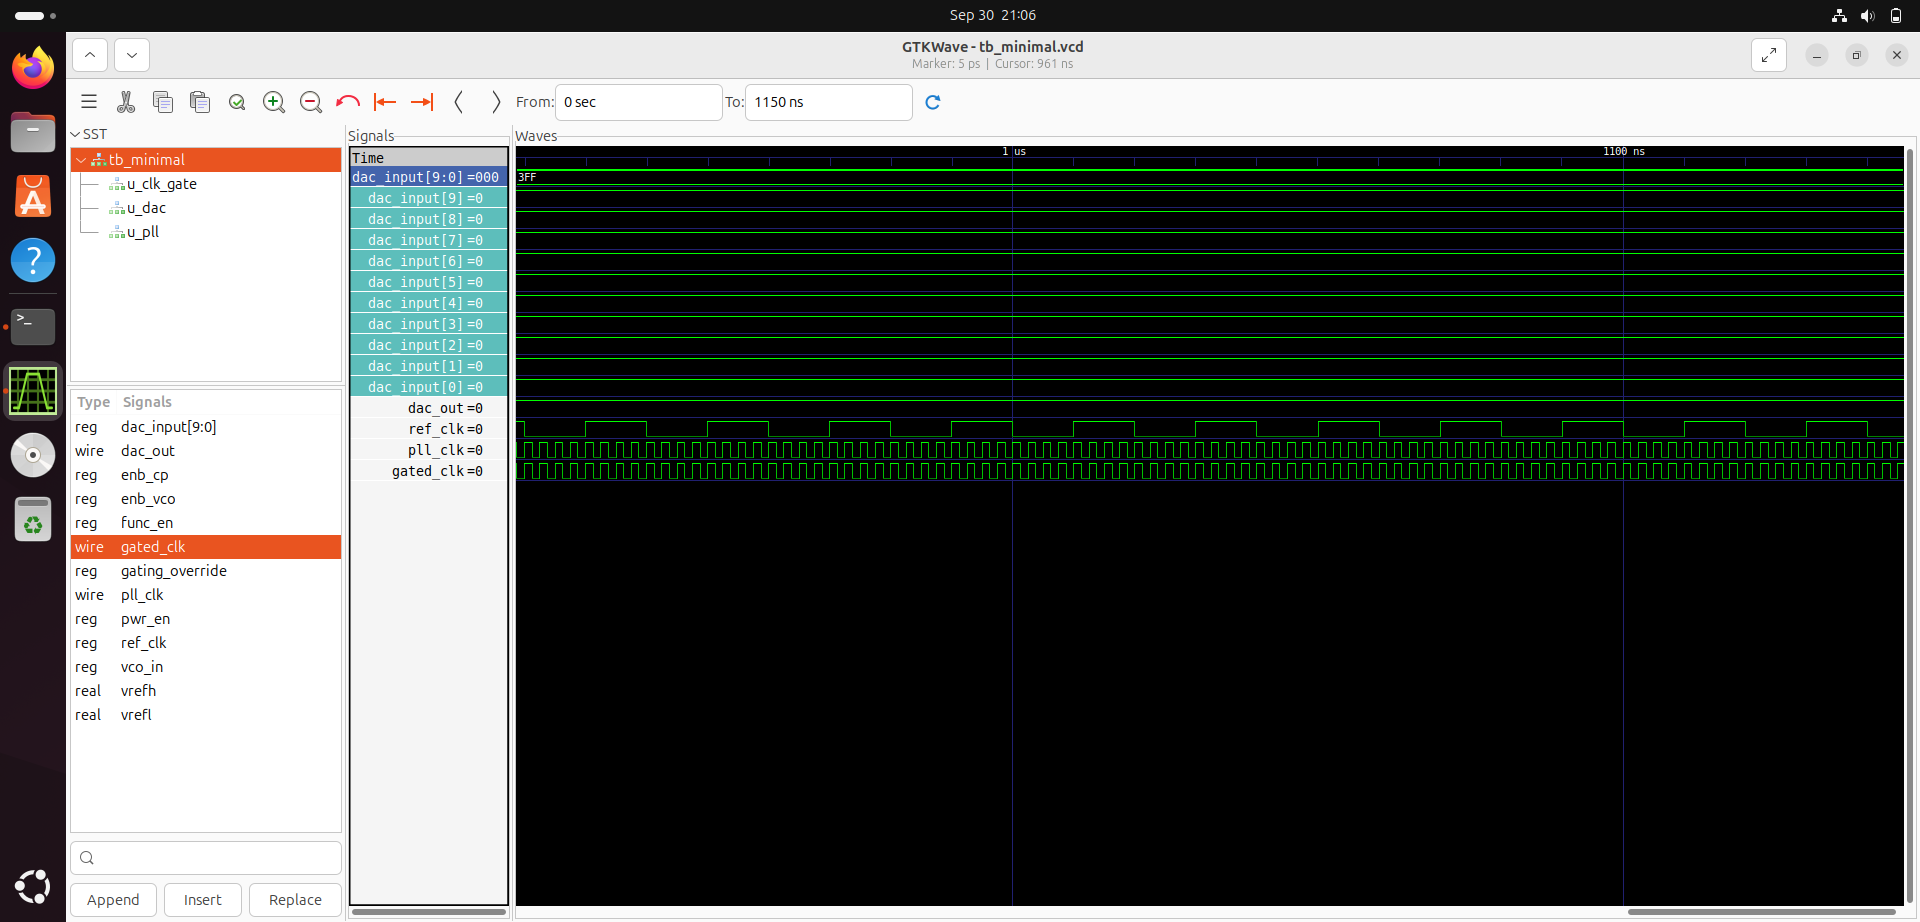 Sep 30 21:06
GTKWave - tb_minimal.vcd
Marker: 5 ps | Cursor: 961 ns
From: 0 sec To: 1150 ns
SST
tb_minimal
u_clk_gate
u_dac
u_pll
Type Signals
reg dac_input[9:0]
wire dac_out
reg enb_cp
reg enb_vco
reg func_en
wire gated_clk
reg gating_override
wire pll_clk
reg pwr_en
reg ref_clk
reg vco_in
real vrefh
real vrefl
Append Insert Replace
Signals
Time
dac_input[9:0] =000
dac_input[9] =0
dac_input[8] =0
dac_input[7] =0
dac_input[6] =0
dac_input[5] =0
dac_input[4] =0
dac_input[3] =0
dac_input[2] =0
dac_input[1] =0
dac_input[0] =0
dac_out =0
ref_clk =0
pll_clk =0
gated_clk =0
Waves
1 us 1100 ns
3FF